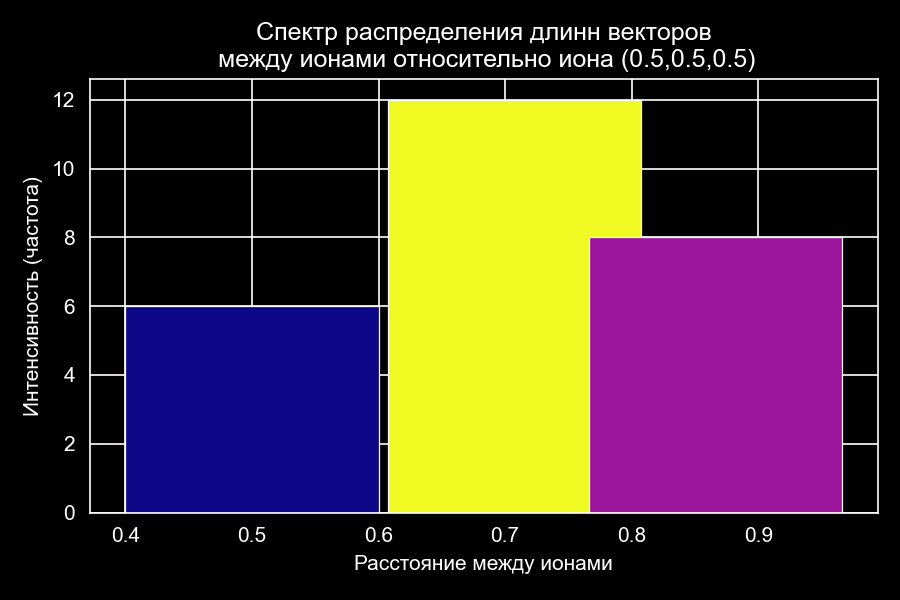 Спектр распределения длинн векторов
между ионами относительно иона (0.5,0.5,0.5)
Интенсивность (частота)
12
10
8
6
4
2
0
0.4 0.5 0.6 0.7 0.8 0.9
Расстояние между ионами